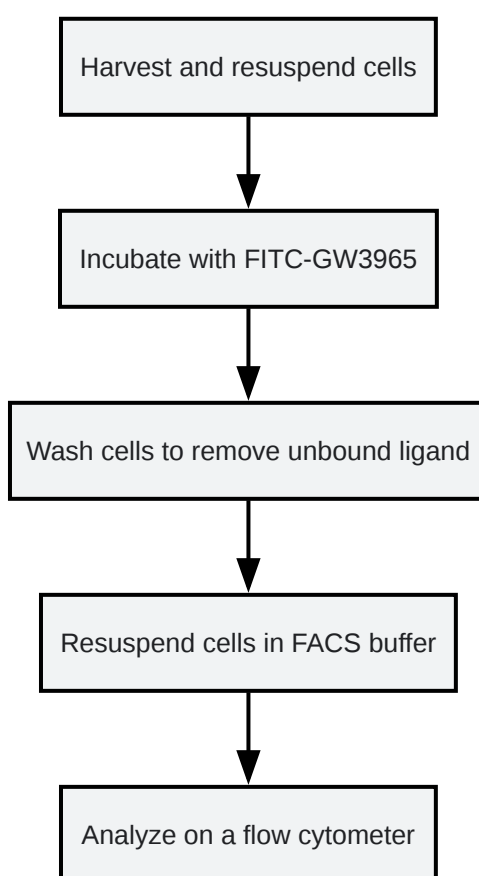 Harvest and resuspend cells
Incubate with FITC-GW3965
Wash cells to remove unbound ligand
Resuspend cells in FACS buffer
Analyze on a flow cytometer